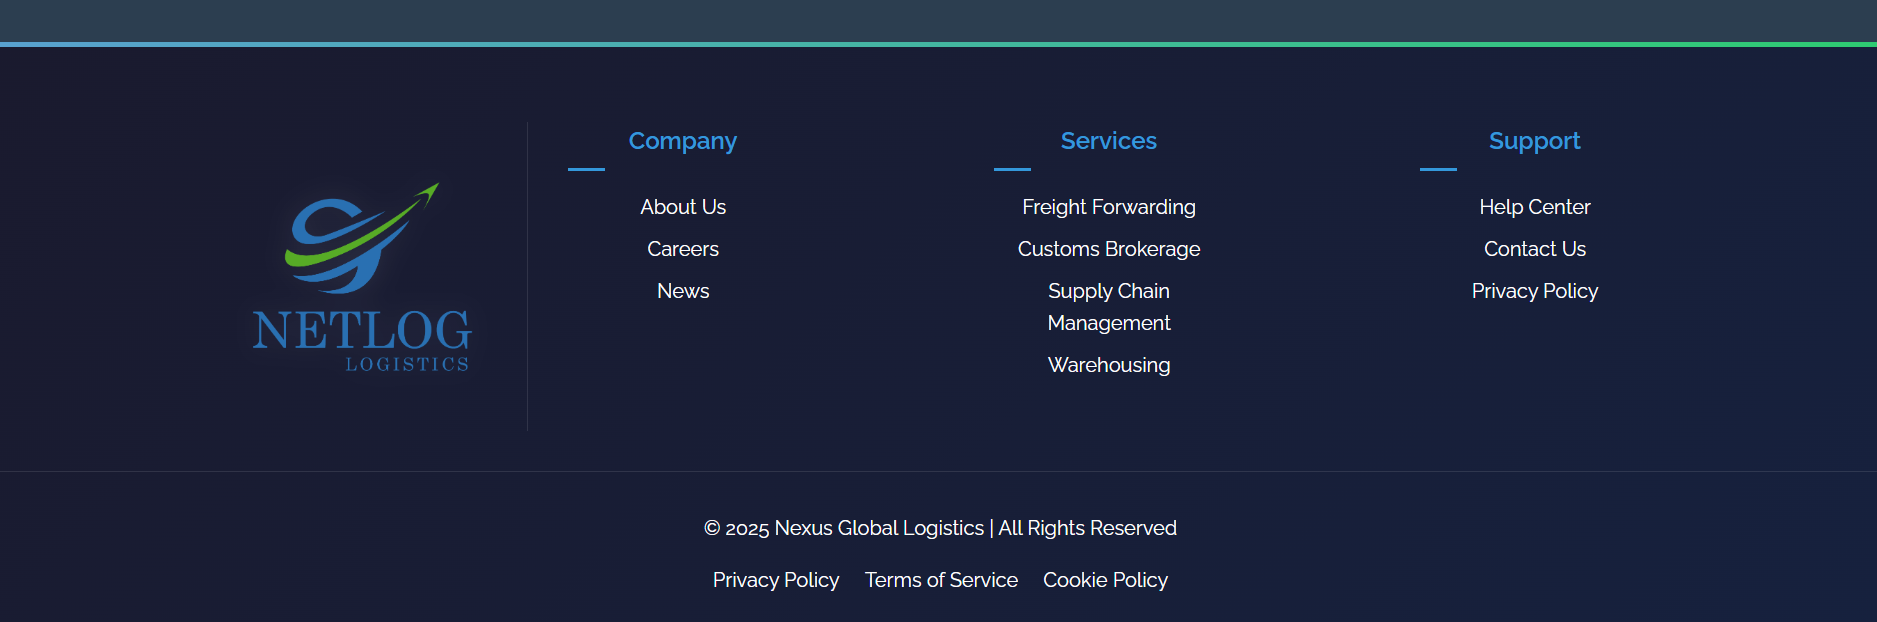 NETLOG
LOGISTICS
Company
About Us
Careers
News
Services
Freight Forwarding
Customs Brokerage
Supply Chain
Management
Warehousing
Support
Help Center
Contact Us
Privacy Policy
© 2025 Nexus Global Logistics | All Rights Reserved
Privacy Policy Terms of Service Cookie Policy